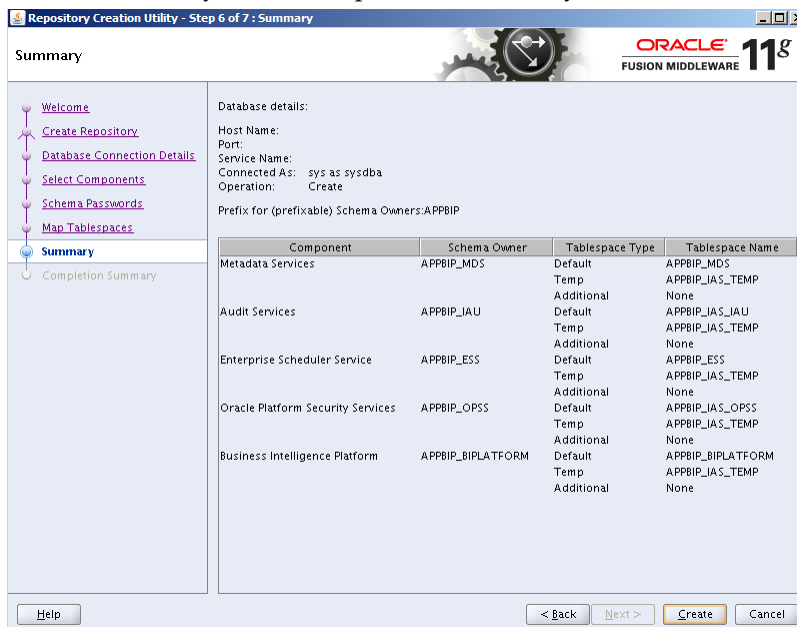 Repository Creation Utility - Step 6 of 7 : Summary
Summary
ORACLE
FUSION MIDDLEWARE 11g
Welcome
Create Repository
Database Connection Details
Select Components
Schema Passwords
Map Tablespaces
Summary
Completion Summary
Database details:
Host Name:
Port:
Service Name:
Connected As: sys as sysdba
Operation: Create
Prefix for (prefixable) Schema Owners:APPBIP
Component Schema Owner Tablespace Type Tablespace Name
Metadata Services APPBIP_MDS Default APPBIP_MDS
Temp APPBIP_IAS_TEMP
Additional None
Audit Services APPBIP_IAU Default APPBIP_IAS_IAU
Temp APPBIP_IAS_TEMP
Additional None
Enterprise Scheduler Service APPBIP_ESS Default APPBIP_ESS
Temp APPBIP_IAS_TEMP
Additional None
Oracle Platform Security Services APPBIP_OPSS Default APPBIP_IAS_OPSS
Temp APPBIP_IAS_TEMP
Additional None
Business Intelligence Platform APPBIP_BIPLATFORM Default APPBIP_BIPLATFORM
Temp APPBIP_IAS_TEMP
Additional None
Help < Back Next > Create Cancel